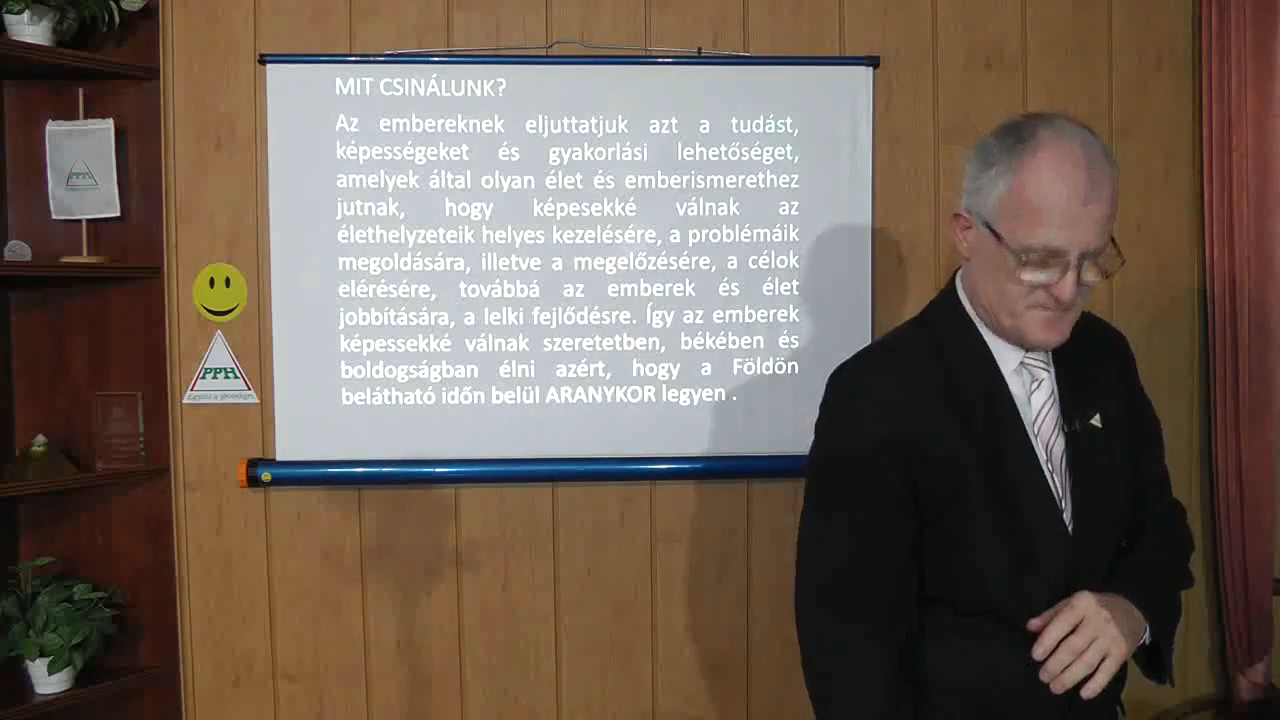 MIT CSINÁLUNK?
Az embereknek eljuttatjuk azt a tudást,
képességeket és gyakorlási lehetőséget,
amelyek által olyan élet és emberismerethez
jutnak, hogy képesekké válnak az
élethelyzeteik helyes kezelésére, a problémáik
megoldására, illetve a megelőzésére, a célok
elérésére, továbbá az emberek és élet
jobbítására, a lelki fejlődésre. Így az emberek
képessekké válnak szeretetben, békében és
boldogságban élni azért, hogy a Földön
belátható időn belül ARANYKOR legyen .
PPH
PPH